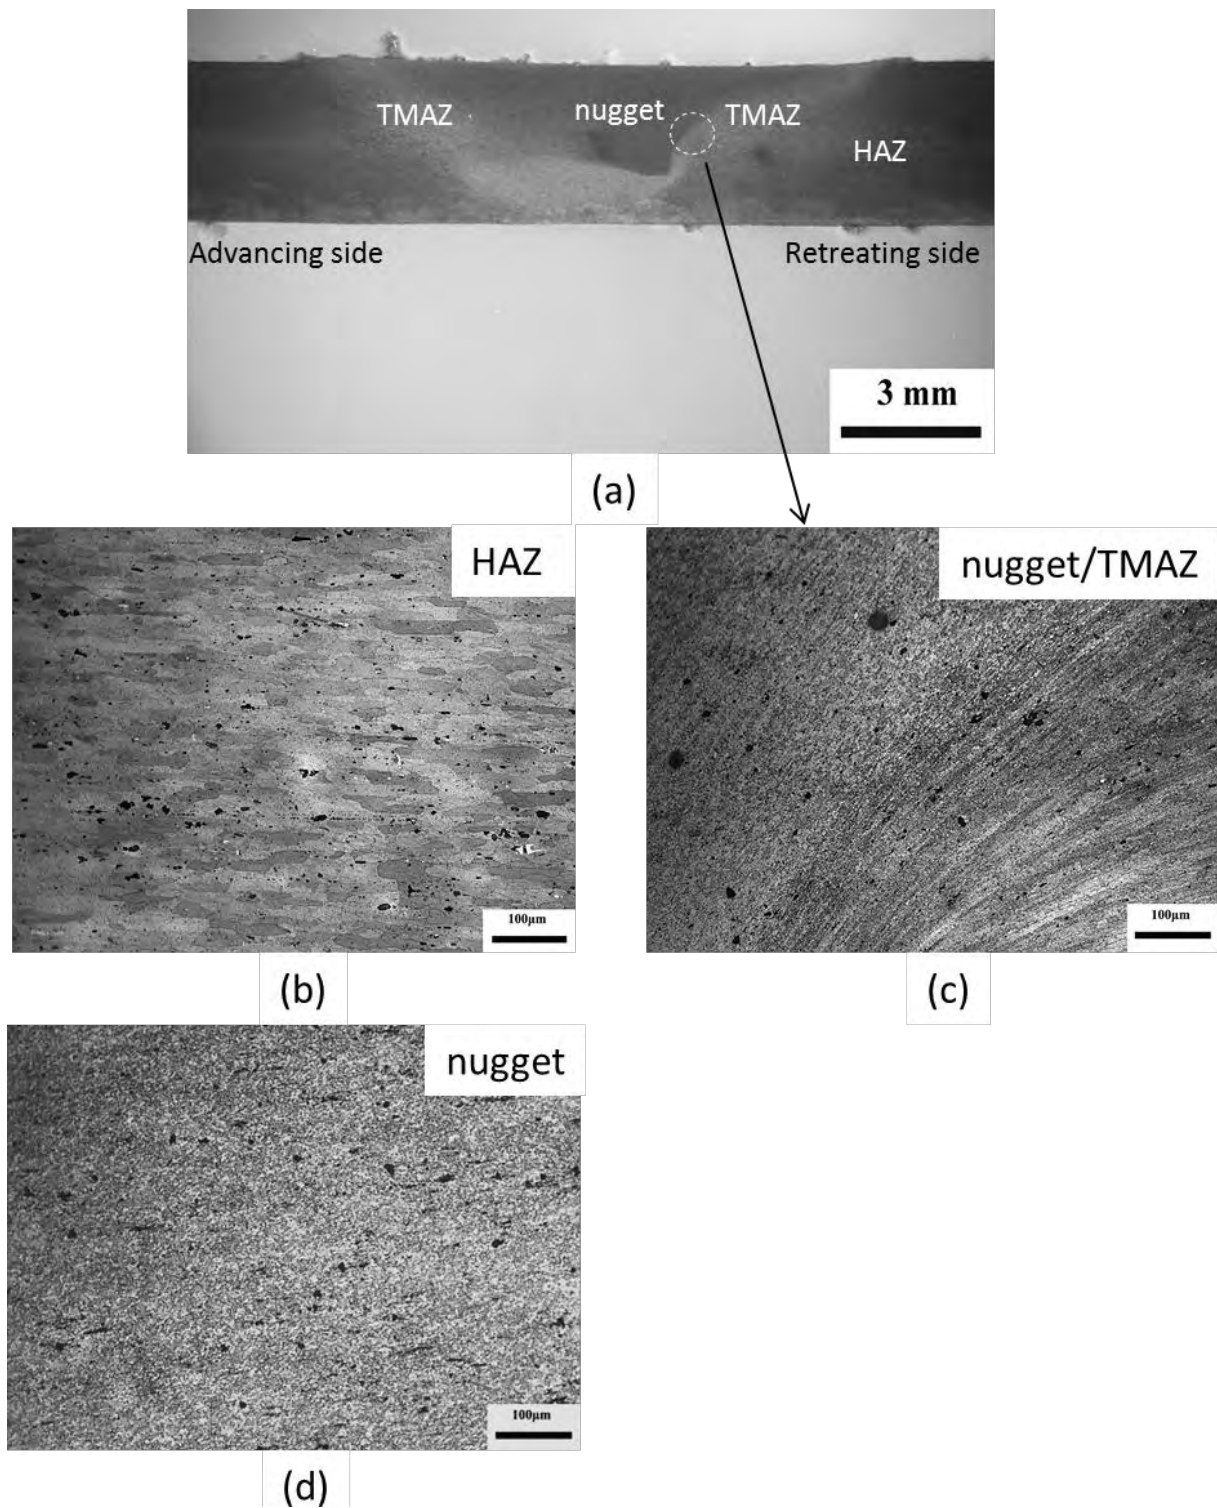 TMAZ
nugget
TMAZ
HAZ
Advancing side
Retreating side
3 mm
(a)
HAZ
nugget/TMAZ
100μm
100μm
(b)
(c)
nugget
100μm
(d)